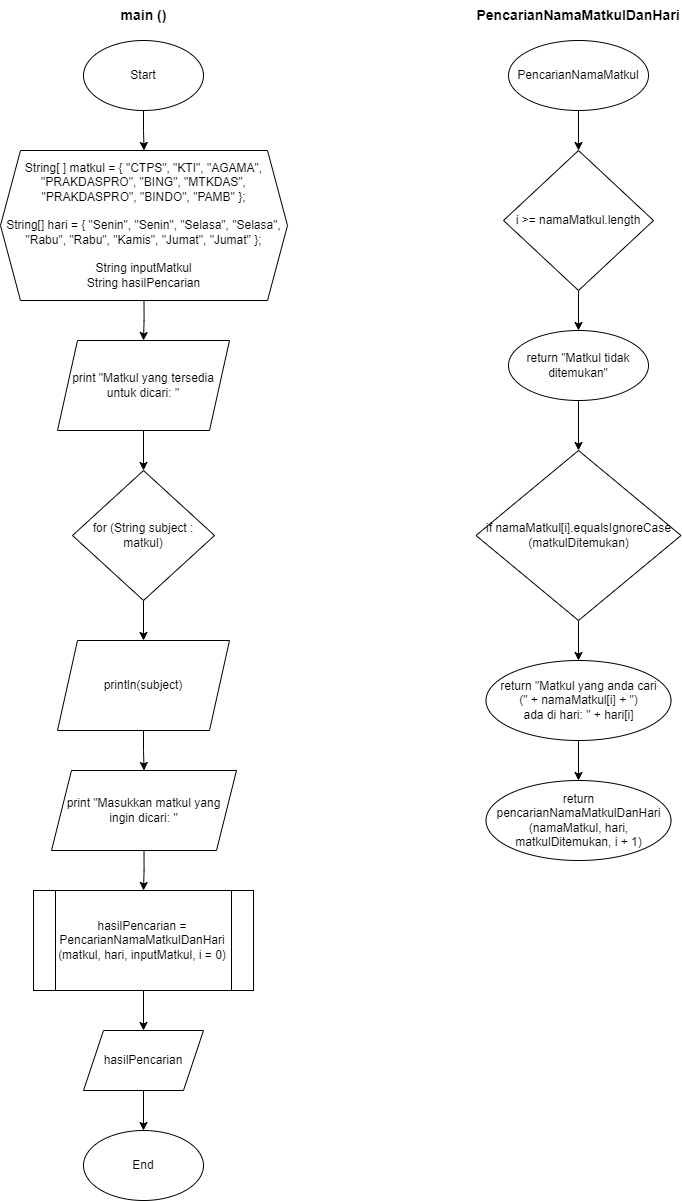 main ()
Start
String[ ] matkul = { "CTPS", "KTI", "AGAMA",
"PRAKDASPRO", "BING", "MTKDAS",
"PRAKDASPRO", "BINDO", "PAMB" };
String[] hari = { "Senin", "Senin", "Selasa", "Selasa",
"Rabu", "Rabu", "Kamis", "Jumat", "Jumat" };
String inputMatkul
String hasilPencarian
print "Matkul yang tersedia
untuk dicari: "
for (String subject :
matkul)
println(subject)
print "Masukkan matkul yang
ingin dicari: "
hasilPencarian =
PencarianNamaMatkulDanHari
(matkul, hari, inputMatkul, i = 0)
hasilPencarian
End
PencarianNamaMatkulDanHari
PencarianNamaMatkul
i >= namaMatkul.length
return "Matkul tidak
ditemukan"
if namaMatkul[i].equalsIgnoreCase
(matkulDitemukan)
return "Matkul yang anda cari
(" + namaMatkul[i] + ")
ada di hari: " + hari[i]
return
pencarianNamaMatkulDanHari
(namaMatkul, hari,
matkulDitemukan, i + 1)